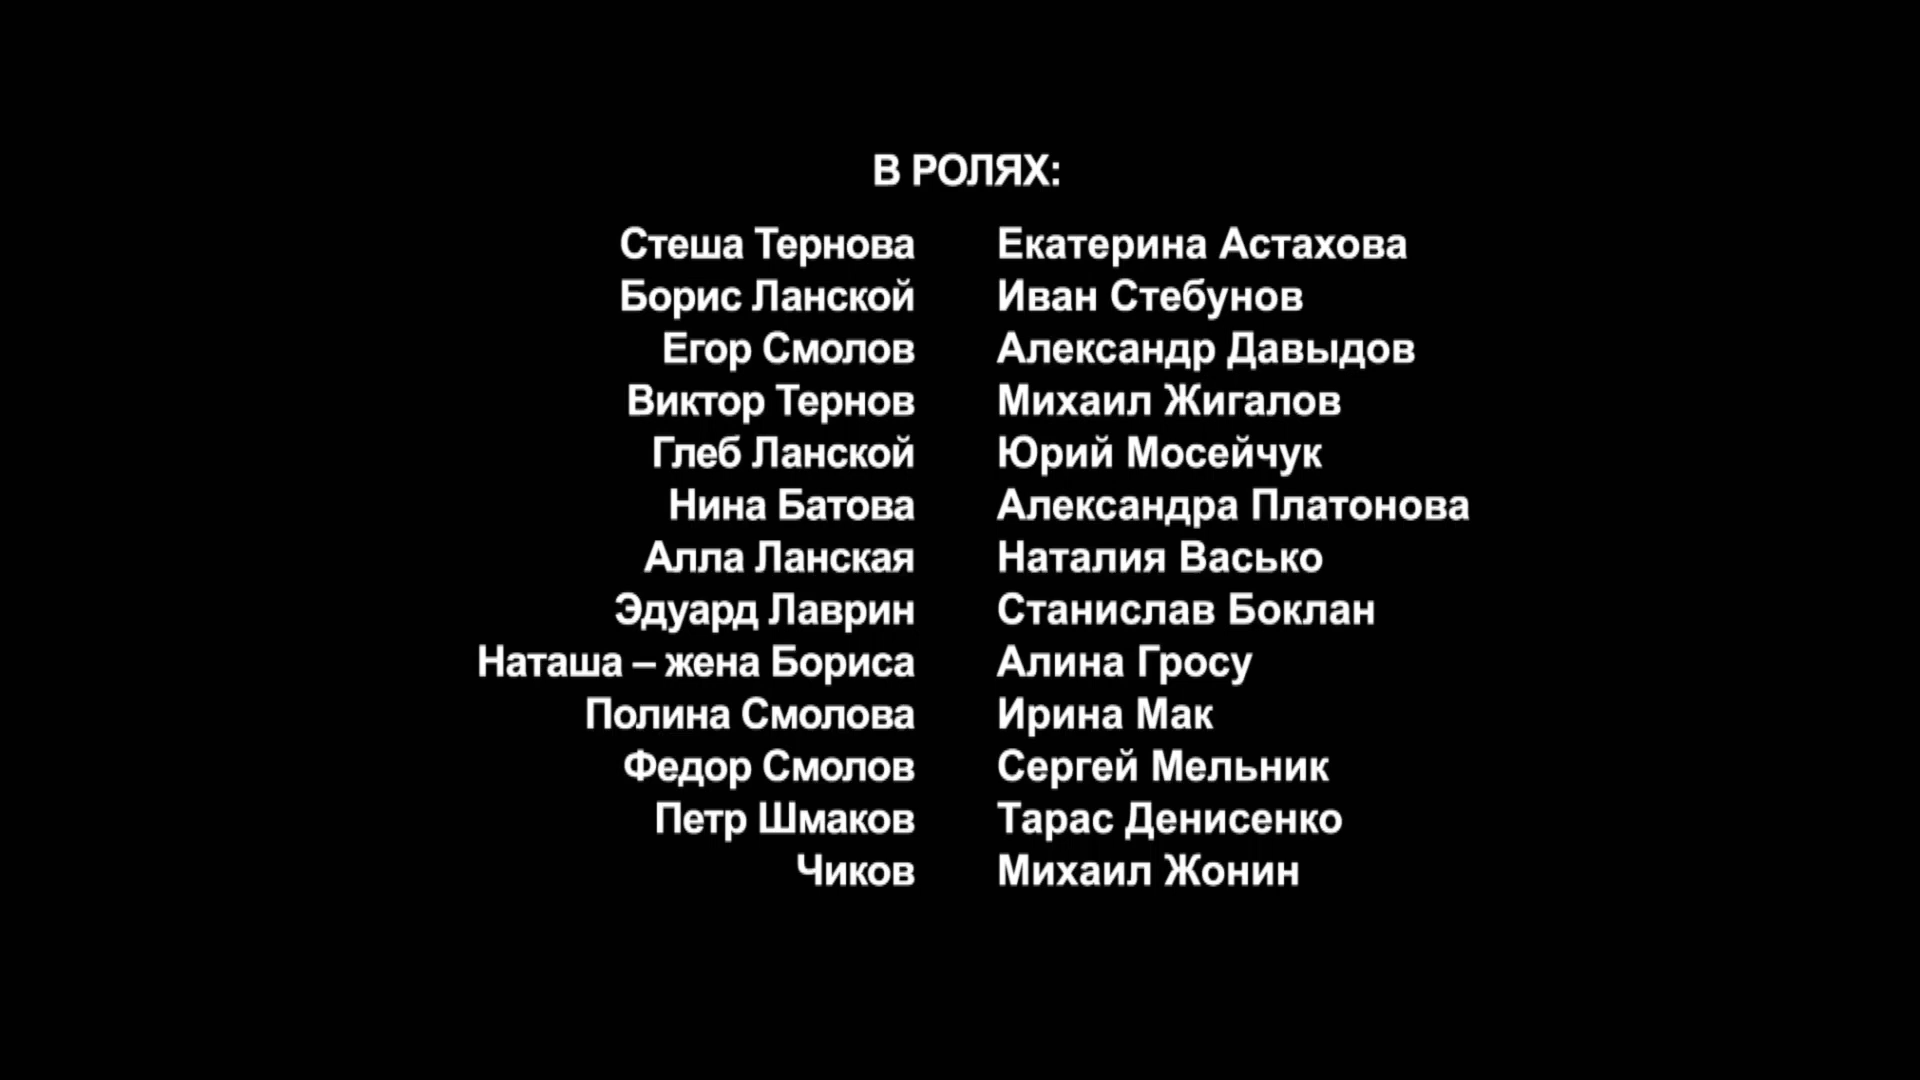 В РОЛЯХ:
Стеша Тернова Екатерина Астахова
Борис Ланской Иван Стебунов
Егор Смолов Александр Давыдов
Виктор Тернов Михаил Жигалов
Глеб Ланской Юрий Мосейчук
Нина Батова Александра Платонова
Алла Ланская Наталия Васько
Эдуард Лаврин Станислав Боклан
Наташа – жена Бориса Алина Гросу
Полина Смолова Ирина Мак
Федор Смолов Сергей Мельник
Петр Шмаков Тарас Денисенко
Чиков Михаил Жонин